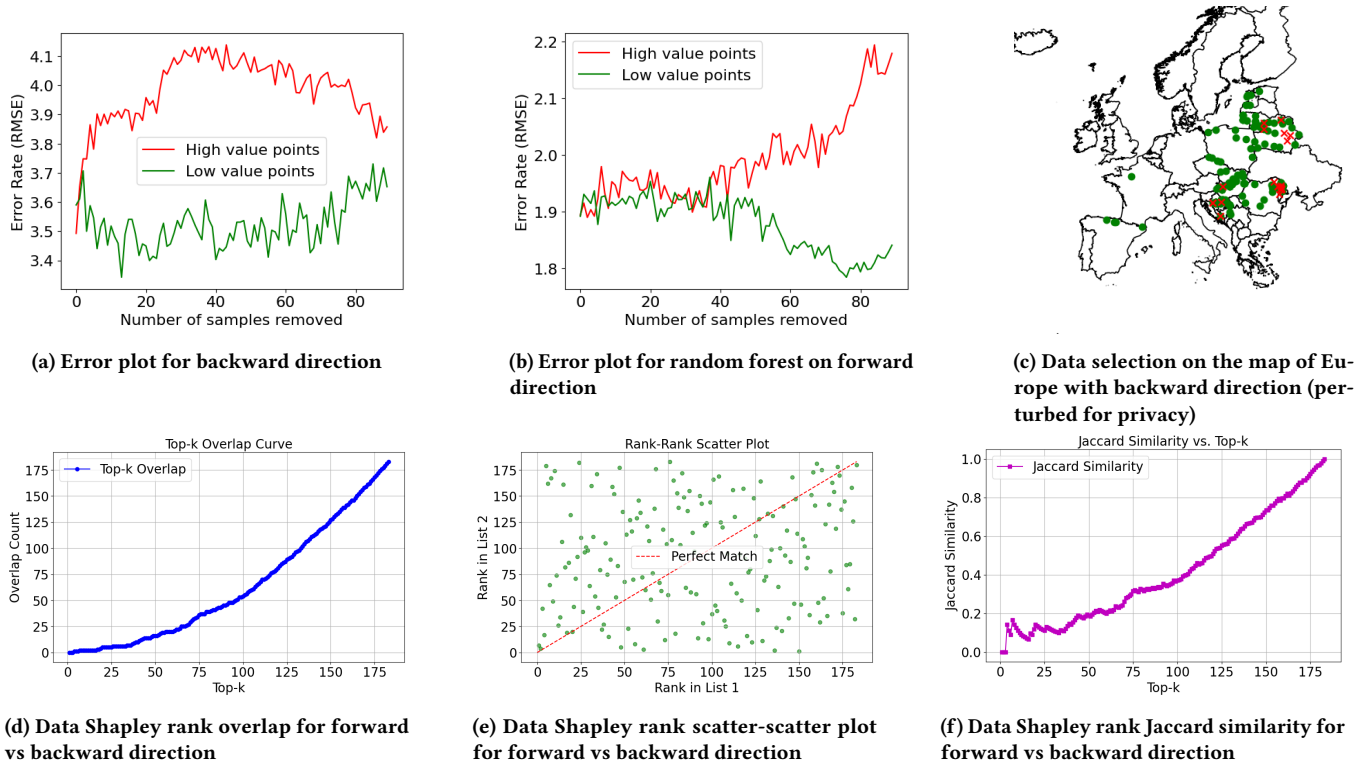 4.1
4.0
3.9
3.8
3.7
3.6
3.5
3.4
Error Rate (RMSE)
High value points
Low value points
0 20 40 60 80
Number of samples removed
(a) Error plot for backward direction
2.2
2.1
2.0
1.9
1.8
Error Rate (RMSE)
High value points
Low value points
0 20 40 60 80
Number of samples removed
(b) Error plot for random forest on forward
direction
(c) Data selection on the map of Eu-
rope with backward direction (per-
turbed for privacy)
Top-k Overlap Curve
175
150
125
100
75
50
25
0
Overlap Count
Top-k Overlap
0 25 50 75 100 125 150 175
Top-k
(d) Data Shapley rank overlap for forward
vs backward direction
Rank-Rank Scatter Plot
175
150
125
100
75
50
25
0
Rank in List 2
Perfect Match
0 25 50 75 100 125 150 175
Rank in List 1
(e) Data Shapley rank scatter-scatter plot
for forward vs backward direction
Jaccard Similarity vs. Top-k
1.0
0.8
0.6
0.4
0.2
0.0
Jaccard Similarity
Jaccard Similarity
0 25 50 75 100 125 150 175
Top-k
(f) Data Shapley rank Jaccard similarity for
forward vs backward direction